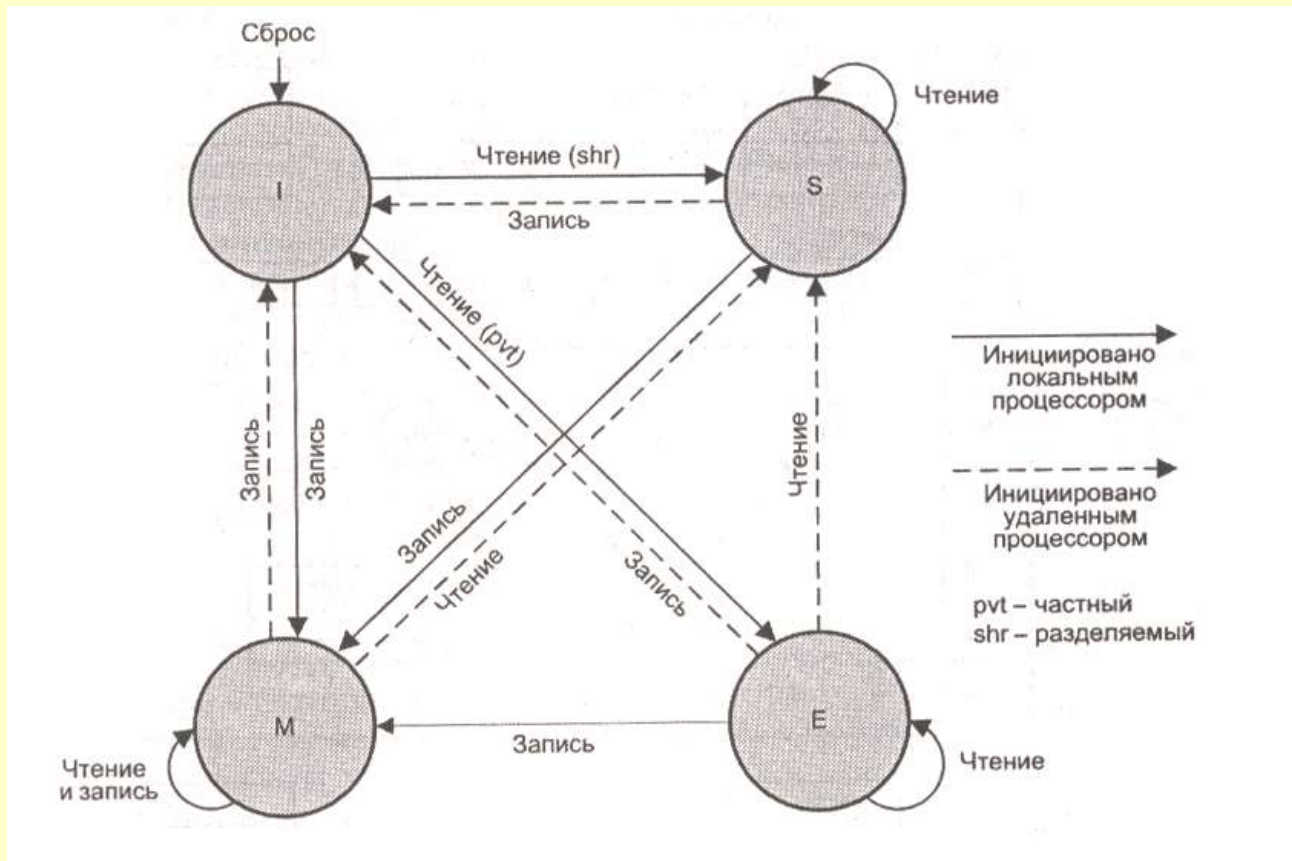 Сброс
Чтение
Чтение (shr)
I
S
Запись
Чтение (pvt)
Запись
Запись
Запись
Чтение
Запись
Чтение
Инициировано
локальным
процессором
Инициировано
удаленным
процессором
pvt – частный
shr – разделяемый
M
E
Запись
Чтение
и запись
Чтение